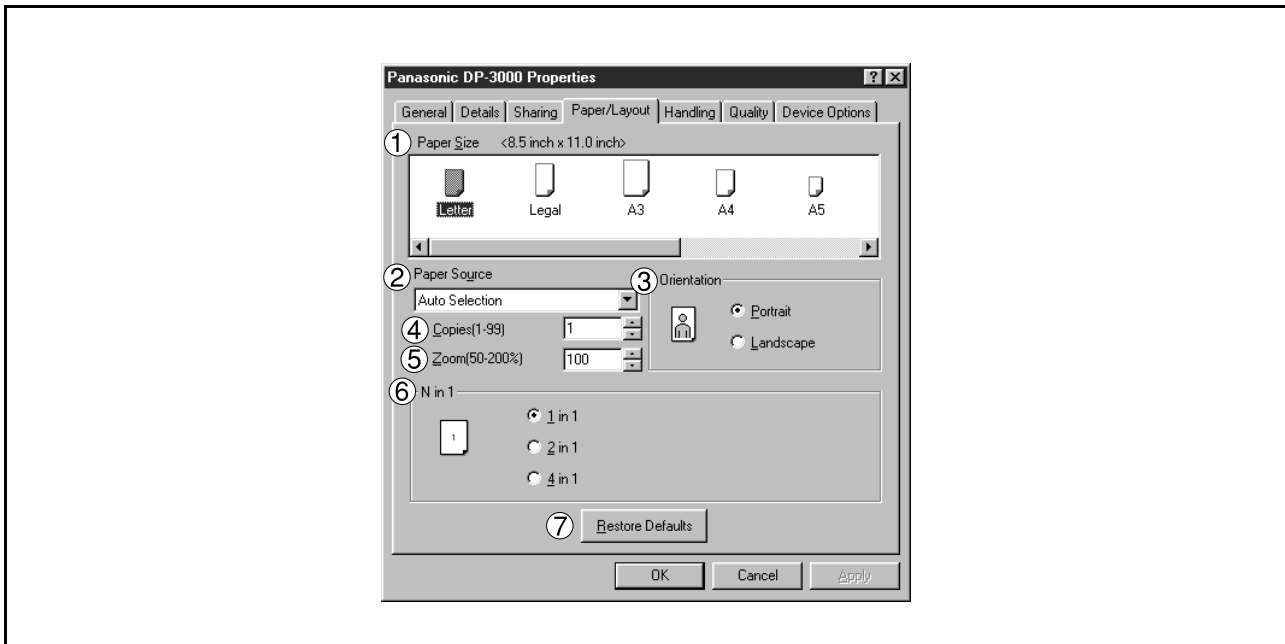 Panasonic DP-3000 Properties
General Details Sharing Paper/Layout Handling Quality Device Options
① Paper Size <8.5 inch x 11.0 inch>
Letter Legal A3 A4 A5
② Paper Source
Auto Selection
③ Orientation
Portrait
Landscape
④ Copies(1-99) 1
⑤ Zoom(50-200%) 100
⑥ N in 1
1
1 in 1
2 in 1
4 in 1
⑦ Restore Defaults
OK Cancel Apply